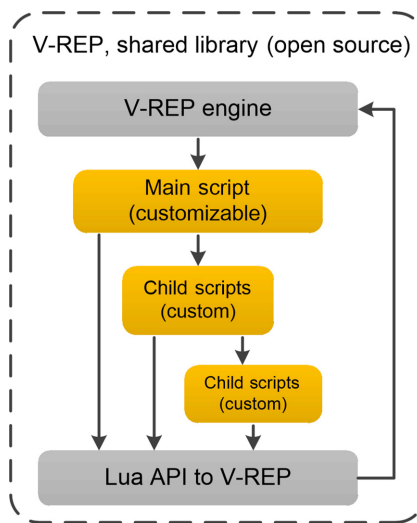 V-REP, shared library (open source)
V-REP engine
Main script
(customizable)
Child scripts
(custom)
Child scripts
(custom)
Lua API to V-REP